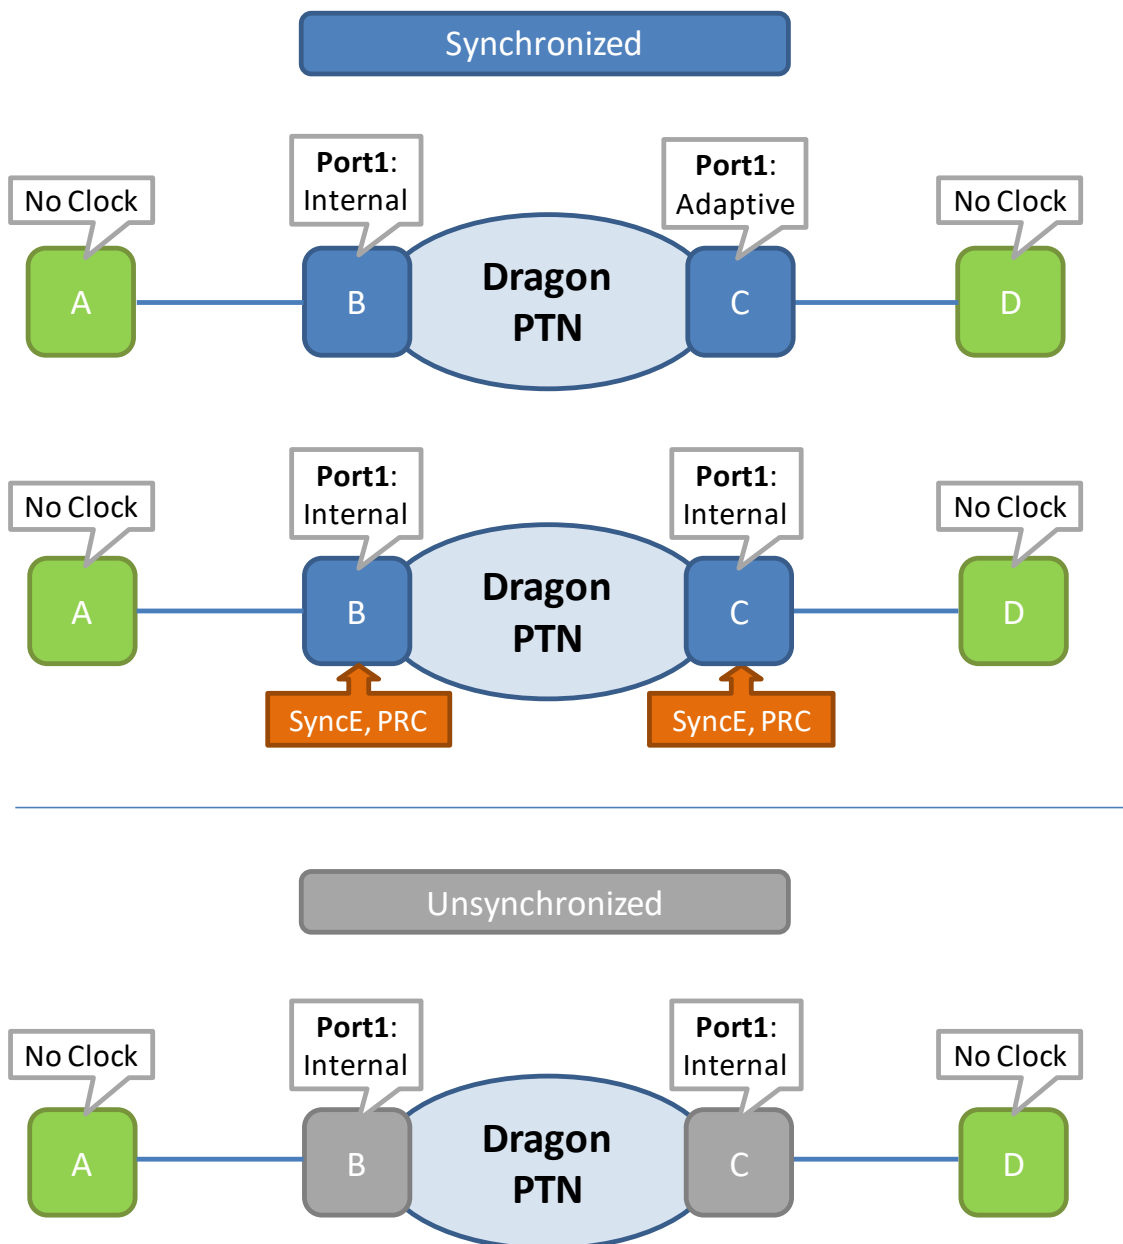 Synchronized
Port1:
Internal
Port1:
Adaptive
No Clock
No Clock
A
B
Dragon
PTN
C
D
Port1:
Internal
Port1:
Internal
No Clock
No Clock
A
B
Dragon
PTN
C
D
SyncE, PRC
SyncE, PRC
Unsynchronized
Port1:
Internal
Port1:
Internal
No Clock
No Clock
A
B
Dragon
PTN
C
D